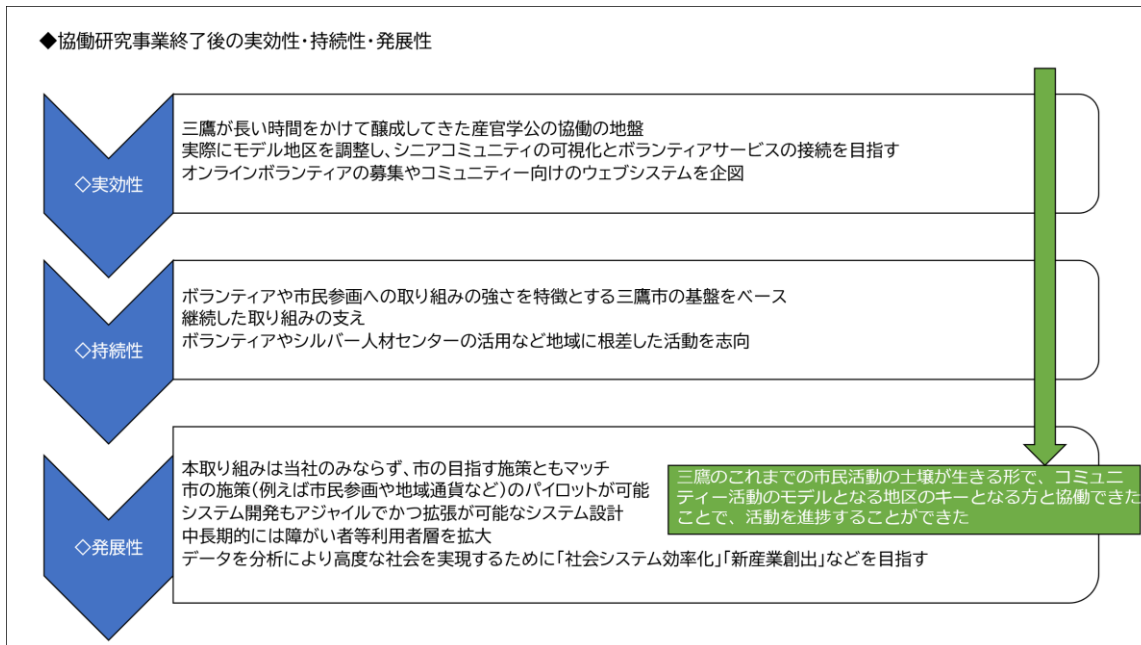 ◆協働研究事業終了後の実効性・持続性・発展性
◇実効性
三鷹が長い時間をかけて醸成してきた産官学公の協働の地盤
実際にモデル地区を調整し、シニアコミュニティの可視化とボランティアサービスの接続を目指す
オンラインボランティアの募集やコミュニティー向けのウェブシステムを企図
◇持続性
ボランティアや市民参画への取り組みの強さを特徴とする三鷹市の基盤をベース
継続した取り組みの支え
ボランティアやシルバー人材センターの活用など地域に根差した活動を志向
◇発展性
本取り組みは当社のみならず、市の目指す施策ともマッチ
市の施策(例えば市民参画や地域通貨など)のパイロットが可能
システム開発もアジャイルでかつ拡張が可能なシステム設計
中長期的には障がい者等利用者層を拡大
データを分析により高度な社会を実現するために「社会システム効率化」「新産業創出」などを目指す
三鷹のこれまでの市民活動の土壌が生きる形で、コミュニ
ティー活動のモデルとなる地区のキーとなる方と協働できた
ことで、活動を進捗することができた